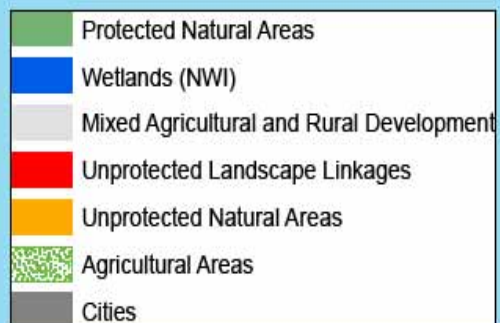 Protected Natural Areas
Wetlands (NWI)
Mixed Agricultural and Rural Development
Unprotected Landscape Linkages
Unprotected Natural Areas
Agricultural Areas
Cities